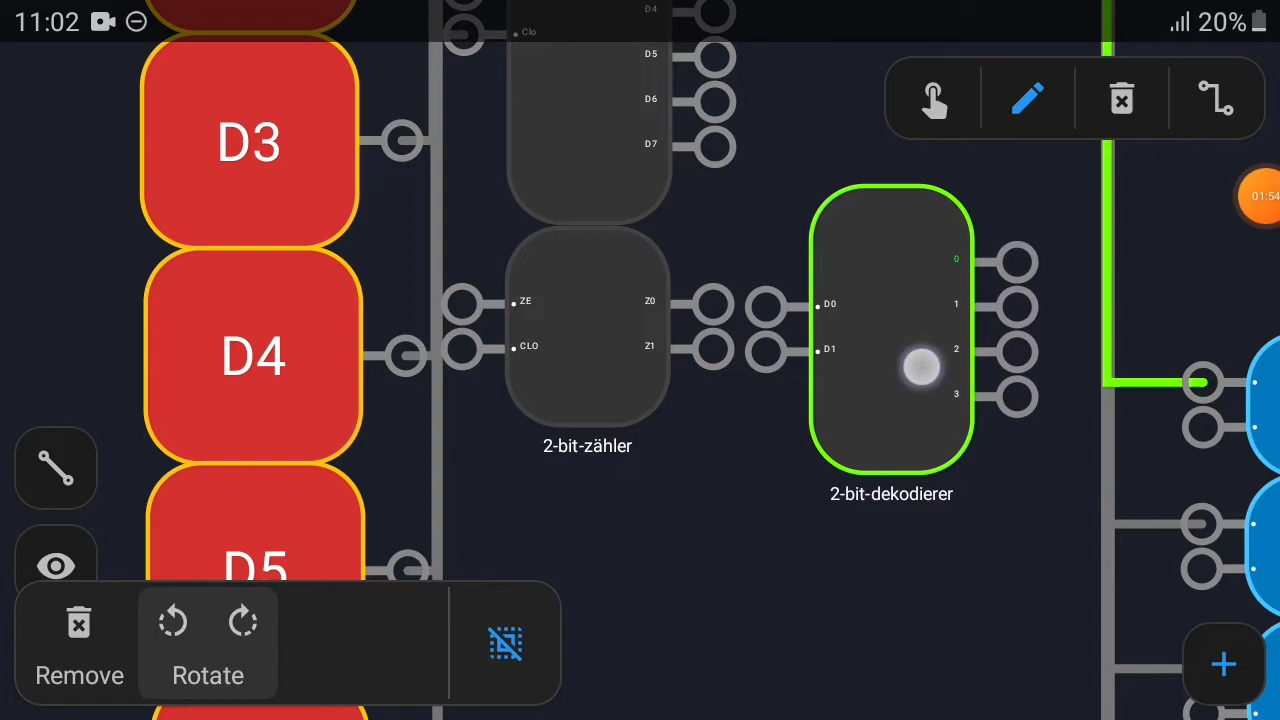 11:02
20%
D4
Clo
D5
D6
D7
D3
01:54
0
ZE
Z0
D0
1
CLO
Z1
D1
2
D4
3
2-bit-zähler
2-bit-dekodierer
D5
Remove
Rotate